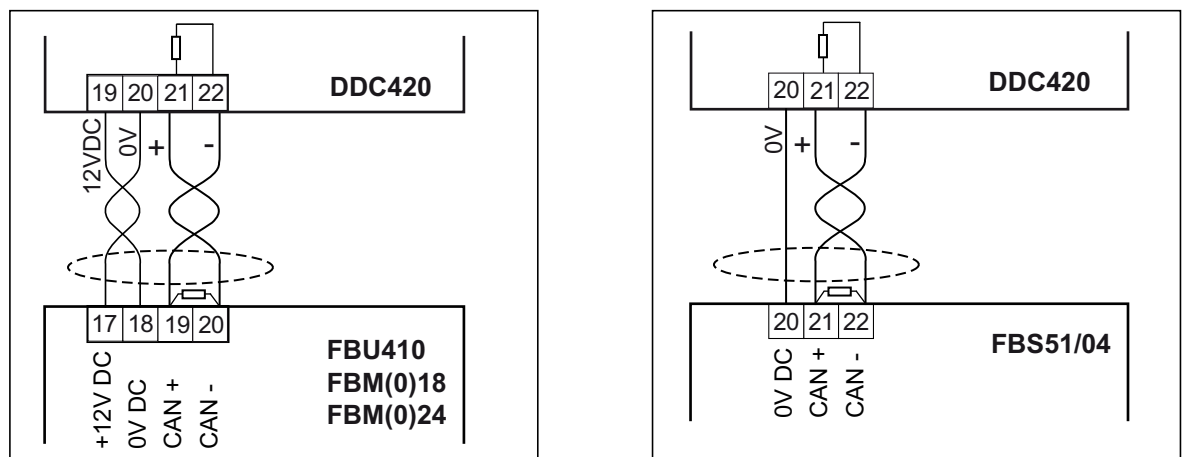 DDC420
19 20 21 22
12VDC 0V + -
17 18 19 20
+12V DC
0V DC
CAN +
CAN -
FBU410
FBM(0)18
FBM(0)24
DDC420
20 21 22
0V + -
20 21 22
0V DC
CAN +
CAN -
FBS51/04